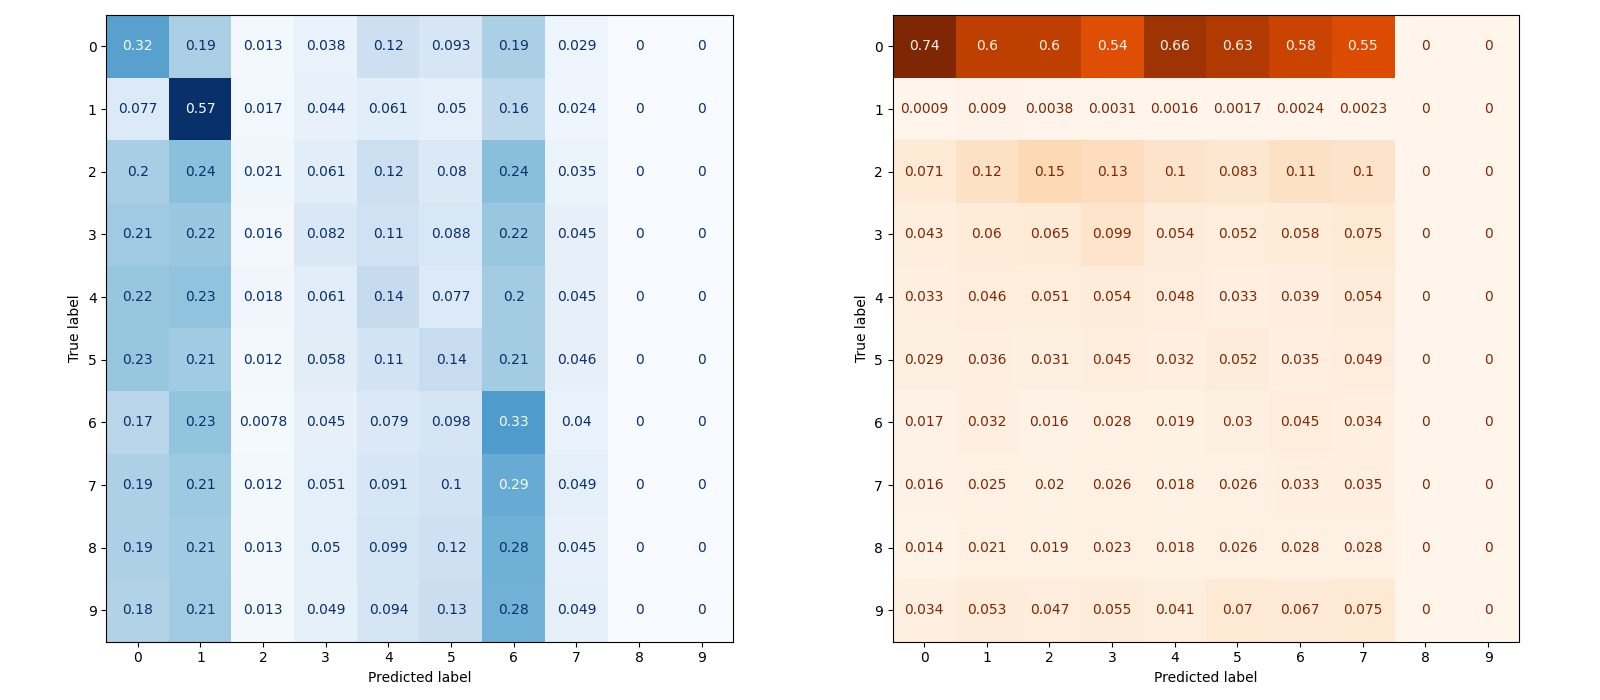 0 0.32 0.19 0.013 0.038 0.12 0.093 0.19 0.029 0 0
1 0.077 0.57 0.017 0.044 0.061 0.05 0.16 0.024 0 0
2 0.2 0.24 0.021 0.061 0.12 0.08 0.24 0.035 0 0
3 0.21 0.22 0.016 0.082 0.11 0.088 0.22 0.045 0 0
4 0.22 0.23 0.018 0.061 0.14 0.077 0.2 0.045 0 0
5 0.23 0.21 0.012 0.058 0.11 0.14 0.21 0.046 0 0
6 0.17 0.23 0.0078 0.045 0.079 0.098 0.33 0.04 0 0
7 0.19 0.21 0.012 0.051 0.091 0.1 0.29 0.049 0 0
8 0.19 0.21 0.013 0.05 0.099 0.12 0.28 0.045 0 0
9 0.18 0.21 0.013 0.049 0.094 0.13 0.28 0.049 0 0
0 1 2 3 4 5 6 7 8 9
Predicted label
True label
0 0.74 0.6 0.6 0.54 0.66 0.63 0.58 0.55 0 0
1 0.0009 0.009 0.0038 0.0031 0.0016 0.0017 0.0024 0.0023 0 0
2 0.071 0.12 0.15 0.13 0.1 0.083 0.11 0.1 0 0
3 0.043 0.06 0.065 0.099 0.054 0.052 0.058 0.075 0 0
4 0.033 0.046 0.051 0.054 0.048 0.033 0.039 0.054 0 0
5 0.029 0.036 0.031 0.045 0.032 0.052 0.035 0.049 0 0
6 0.017 0.032 0.016 0.028 0.019 0.03 0.045 0.034 0 0
7 0.016 0.025 0.02 0.026 0.018 0.026 0.033 0.035 0 0
8 0.014 0.021 0.019 0.023 0.018 0.026 0.028 0.028 0 0
9 0.034 0.053 0.047 0.055 0.041 0.07 0.067 0.075 0 0
0 1 2 3 4 5 6 7 8 9
Predicted label
True label